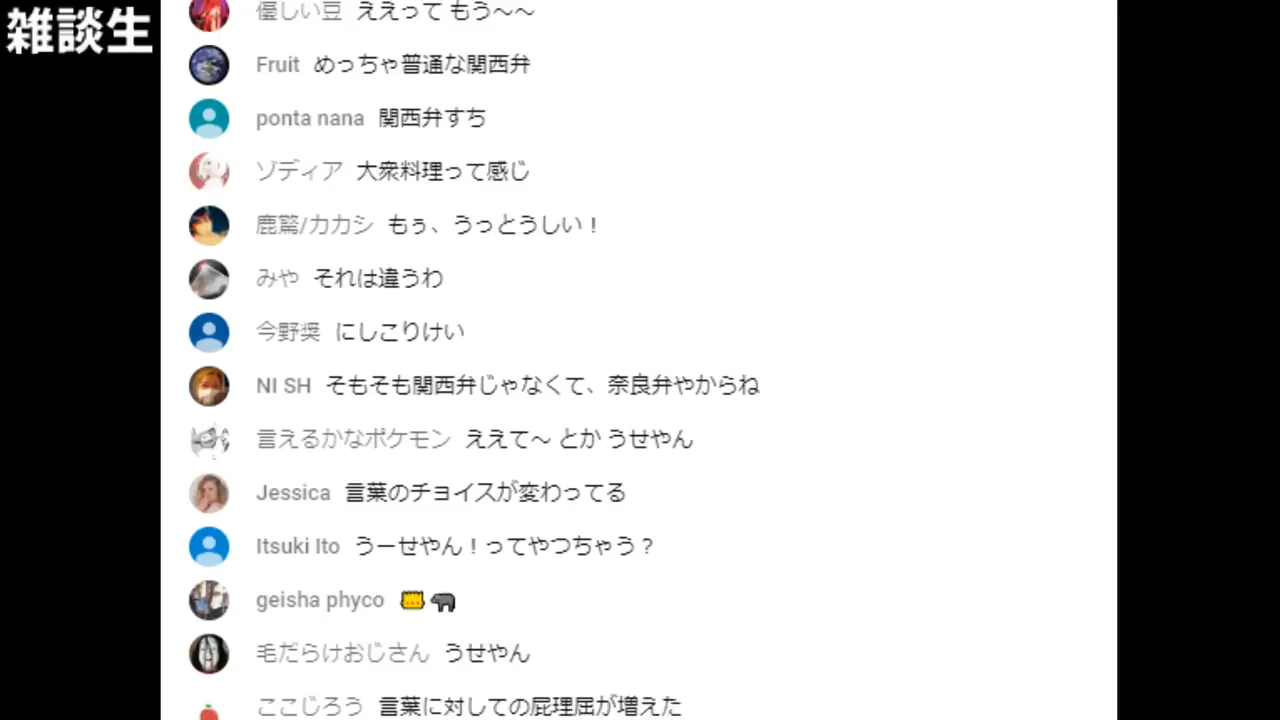 雑談生
優しい豆 ええって もう～～
Fruit めっちゃ普通な関西弁
ponta nana 関西弁すち
ゾディア 大衆料理って感じ
鹿驚/カカシ もぅ、うっとうしい！
みや それは違うわ
今野奨 にしこりけい
NI SH そもそも関西弁じゃなくて、奈良弁やからね
言えるかなポケモン ええて～ とか うせやん
Jessica 言葉のチョイスが変わってる
Itsuki Ito うーせやん！ってやつちゃう？
geisha phyco
毛だらけおじさん うせやん
ここじろう 言葉に対しての屁理屈が増えた